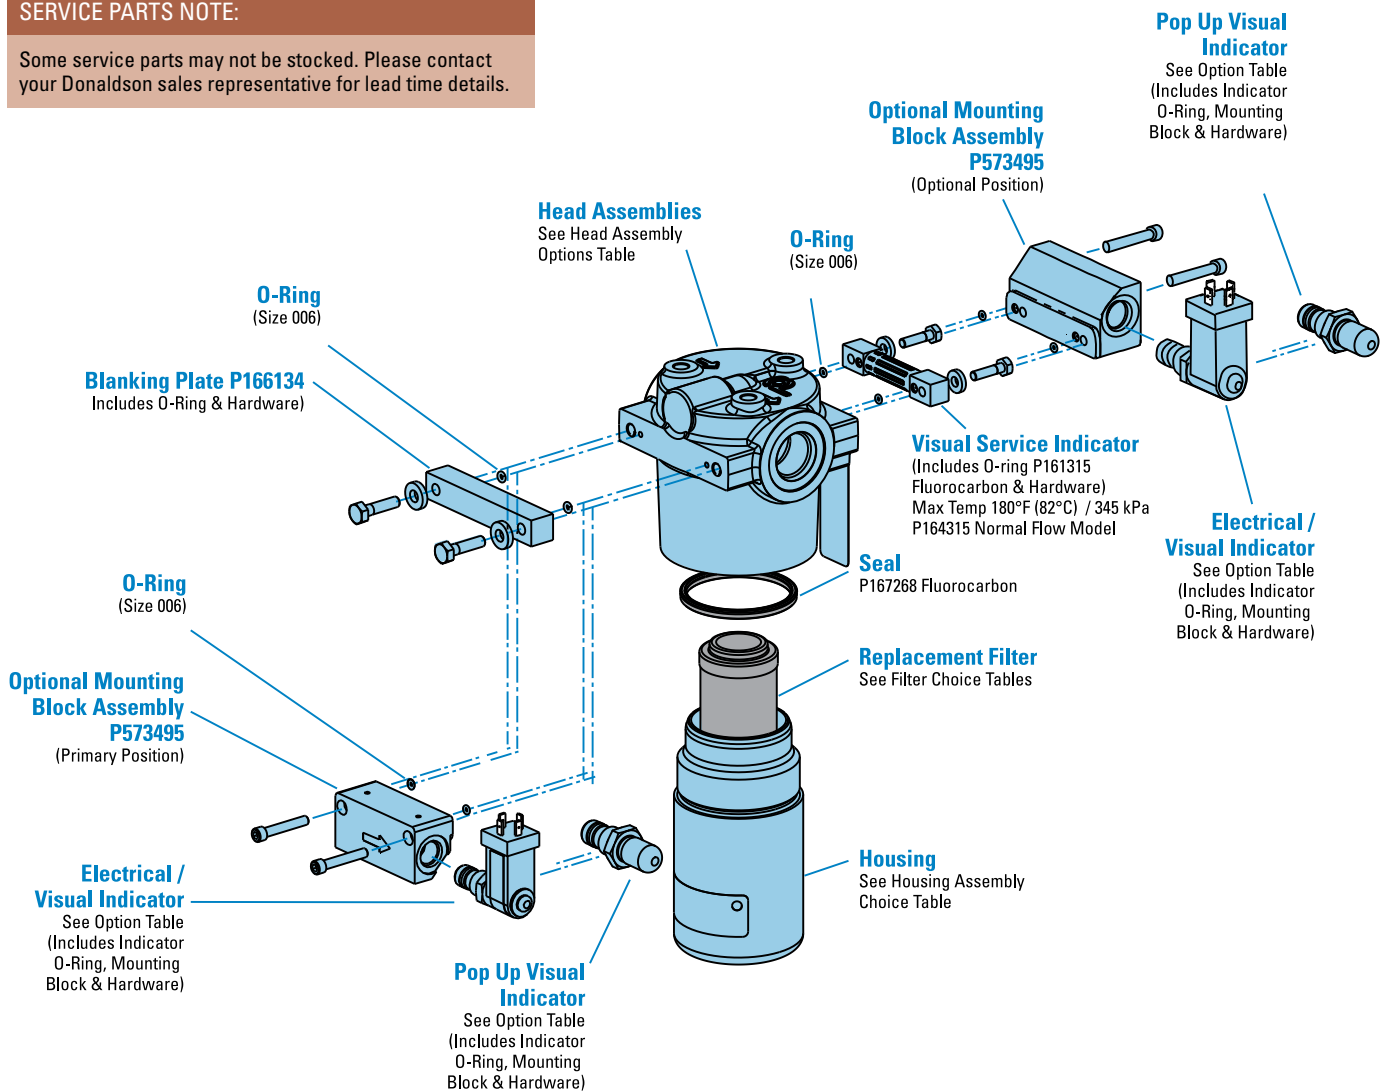 SERVICE PARTS NOTE:
Some service parts may not be stocked. Please contact
your Donaldson sales representative for lead time details.
Pop Up Visual
Indicator
See Option Table
(Includes Indicator
O-Ring, Mounting
Block & Hardware)
Optional Mounting
Block Assembly
P573495
(Optional Position)
Head Assemblies
See Head Assembly
Options Table
O-Ring
(Size 006)
O-Ring
(Size 006)
Blanking Plate P166134
Includes O-Ring & Hardware)
Visual Service Indicator
(Includes O-ring P161315
Fluorocarbon & Hardware)
Max Temp 180°F (82°C) / 345 kPa
P164315 Normal Flow Model
Electrical /
Visual Indicator
See Option Table
(Includes Indicator
O-Ring, Mounting
Block & Hardware)
Seal
P167268 Fluorocarbon
O-Ring
(Size 006)
Replacement Filter
See Filter Choice Tables
Optional Mounting
Block Assembly
P573495
(Primary Position)
Housing
See Housing Assembly
Choice Table
Electrical /
Visual Indicator
See Option Table
(Includes Indicator
O-Ring, Mounting
Block & Hardware)
Pop Up Visual
Indicator
See Option Table
(Includes Indicator
O-Ring, Mounting
Block & Hardware)